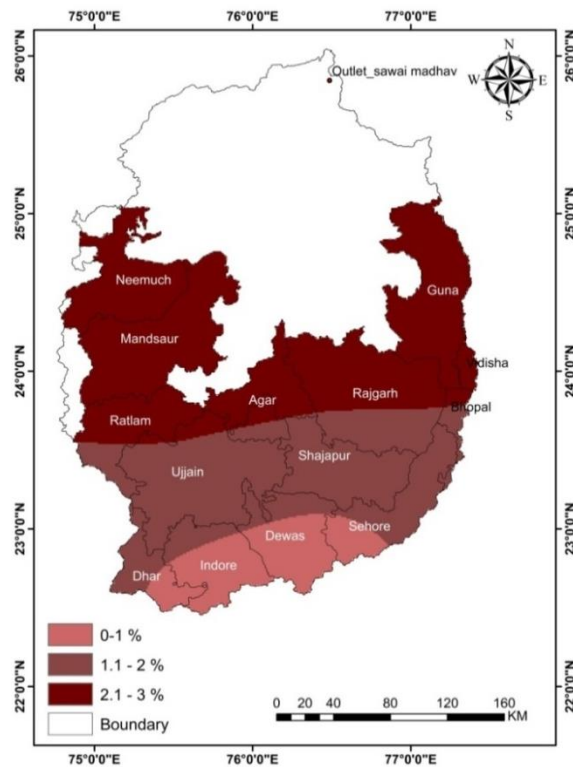 75°0'0"E 76°0'0"E 77°0'0"E
26°0'0"N
26°0'0"N
Outlet_sawai madhav
N
W
E
S
25°0'0"N
25°0'0"N
Neemuch
Guna
Mandsaur
24°0'0"N
24°0'0"N
Rajgarh
Agar
Bhopal
Ratlam
Shajapur
Ujjain
23°0'0"N
23°0'0"N
Sehore
Dewas
Indore
Dhar
0-1 %
1.1 - 2 %
2.1 - 3 %
Boundary
22°0'0"N
22°0'0"N
0 20 40 80 120 160
KM
75°0'0"E 76°0'0"E 77°0'0"E